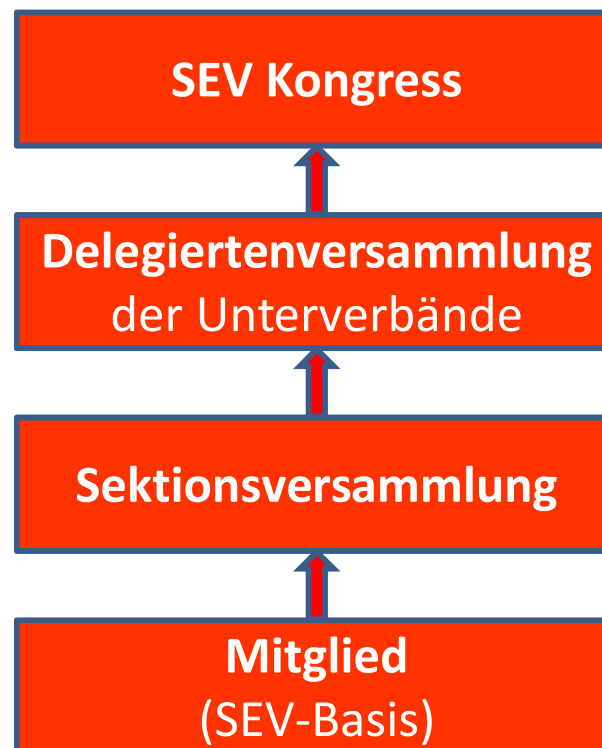 SEV Kongress
Delegiertenversammlung
der Unterverbände
Sektionsversammlung
Mitglied
(SEV-Basis)